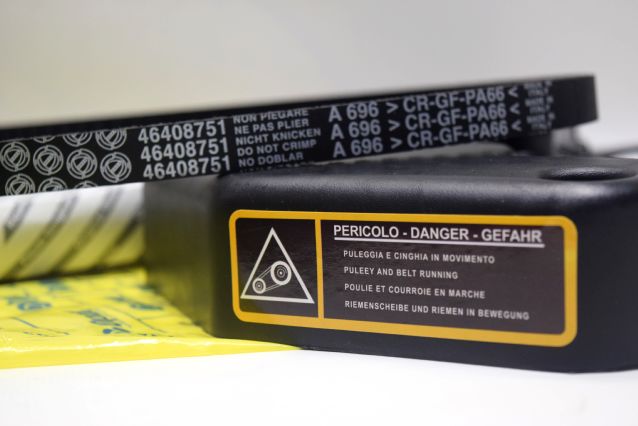 46408751 NON PIEGARE A 696 > CR-GF-PA66 <
46408751 NE PAS PLIER A 696 > CR-GF-PA66 <
46408751 NICHT KNICKEN A 696 > CR-GF-PA66 <
DO NOT CRIMP
NO DOBLAR
PERICOLO - DANGER - GEFAHR
PULEGGIA E CINGHIA IN MOVIMENTO
PULEEY AND BELT RUNNING
POULIE ET COURROIE EN MARCHE
RIEMENSCHEIBE UND RIEMEN IN BEWEGUNG